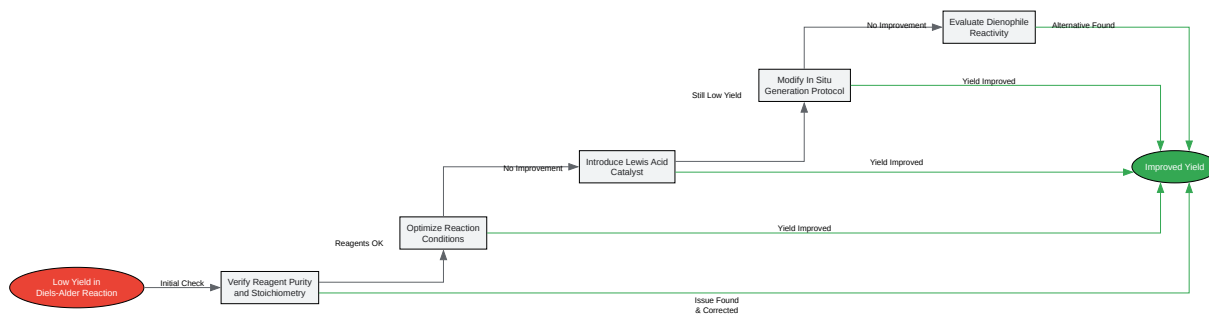 No Improvement
Evaluate Dienophile
Reactivity
Alternative Found
Still Low Yield
Modify In Situ
Generation Protocol
Yield Improved
No Improvement
Introduce Lewis Acid
Catalyst
Yield Improved
Improved Yield
Reagents OK
Optimize Reaction
Conditions
Yield Improved
Low Yield in
Diels-Alder Reaction
Initial Check
Verify Reagent Purity
and Stoichiometry
Issue Found
& Corrected